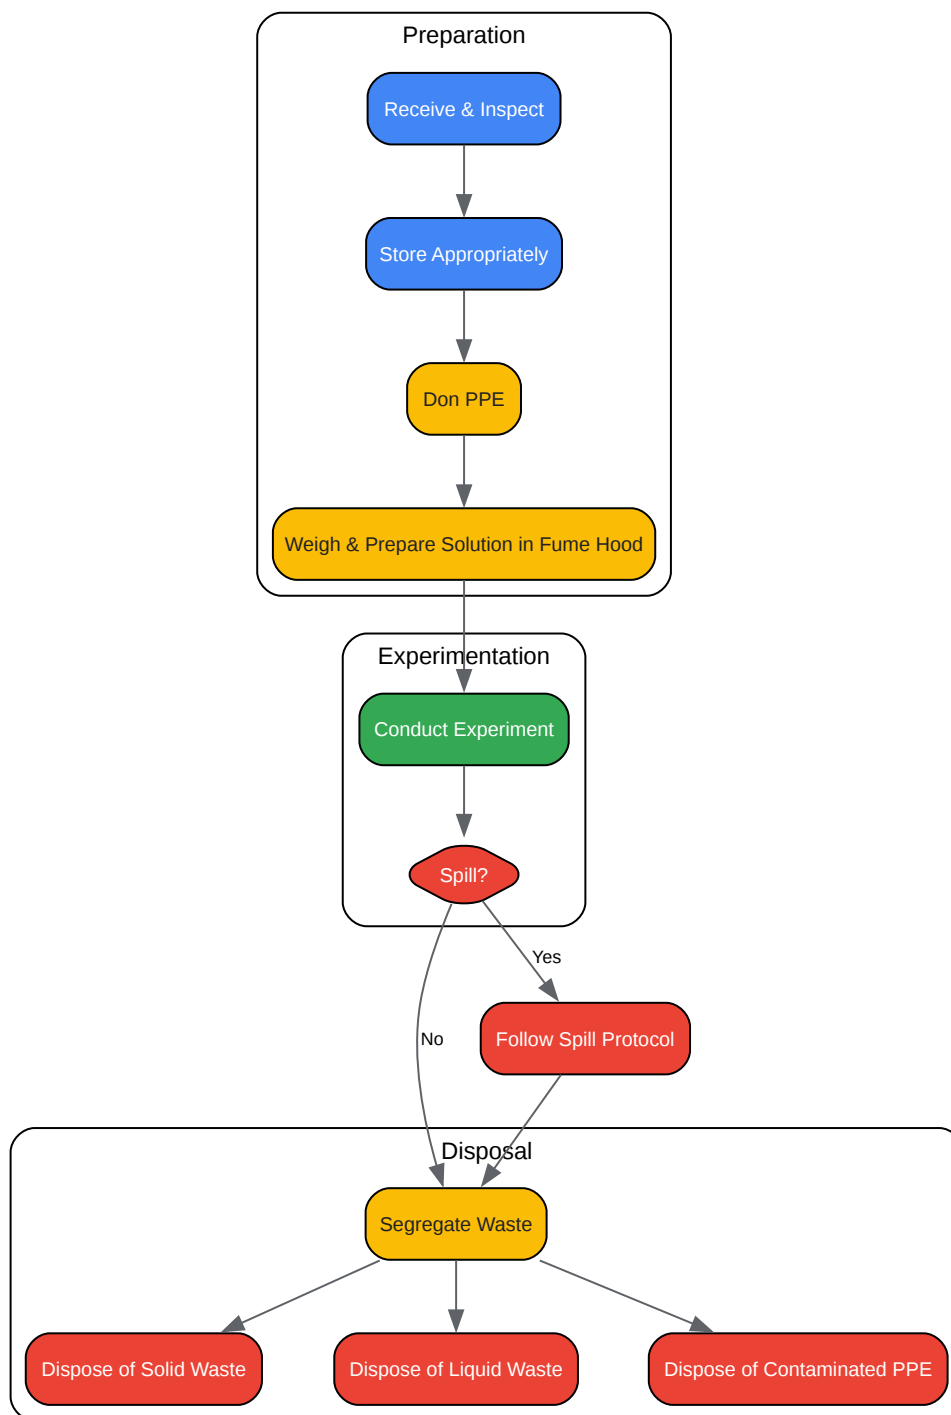 Preparation
Receive & Inspect
Store Appropriately
Don PPE
Weigh & Prepare Solution in Fume Hood
Experimentation
Conduct Experiment
Spill?
Yes
No
Follow Spill Protocol
Disposal
Segregate Waste
Dispose of Solid Waste
Dispose of Liquid Waste
Dispose of Contaminated PPE